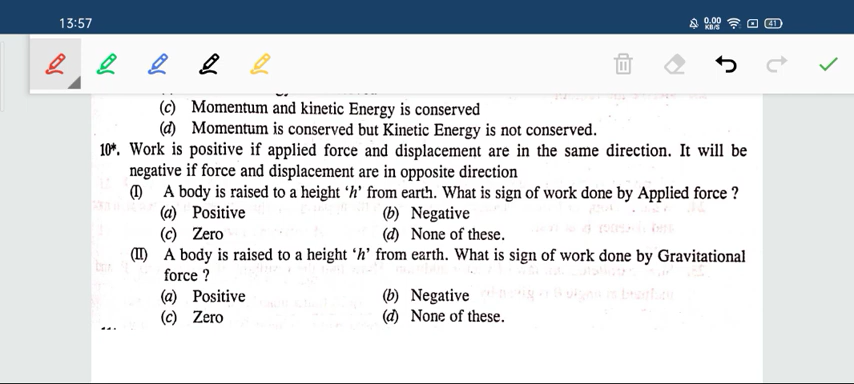 13:57
0.00 KB/S
41
(c) Momentum and kinetic Energy is conserved
(d) Momentum is conserved but Kinetic Energy is not conserved.
10*. Work is positive if applied force and displacement are in the same direction. It will be
negative if force and displacement are in opposite direction
(I) A body is raised to a height ‘h’ from earth. What is sign of work done by Applied force ?
(a) Positive (b) Negative
(c) Zero (d) None of these.
(II) A body is raised to a height ‘h’ from earth. What is sign of work done by Gravitational
force ?
(a) Positive (b) Negative
(c) Zero (d) None of these.